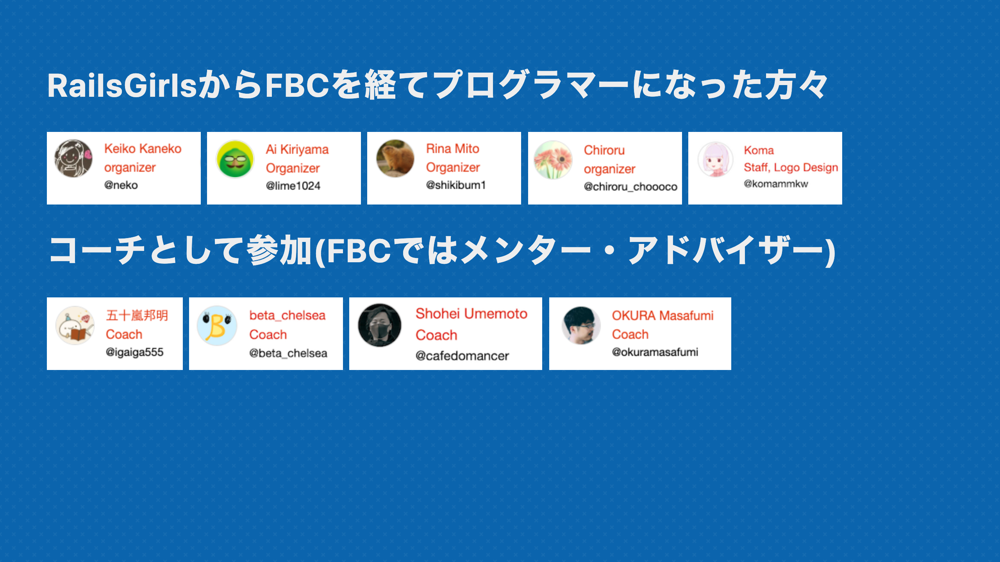 RailsGirlsからFBCを経てプログラマーになった方々
Keiko Kaneko
organizer
@neko
Ai Kiriyama
Organizer
@lime1024
Rina Mito
Organizer
@shikibum1
Chiroru
organizer
@chiroru_choooco
Koma
Staff, Logo Design
@komammkw
コーチとして参加(FBCではメンター・アドバイザー)
五十嵐邦明
Coach
@igaiga555
beta_chelsea
Coach
@beta_chelsea
Shohei Umemoto
Coach
@cafedomancer
OKURA Masafumi
Coach
@okuramasafumi